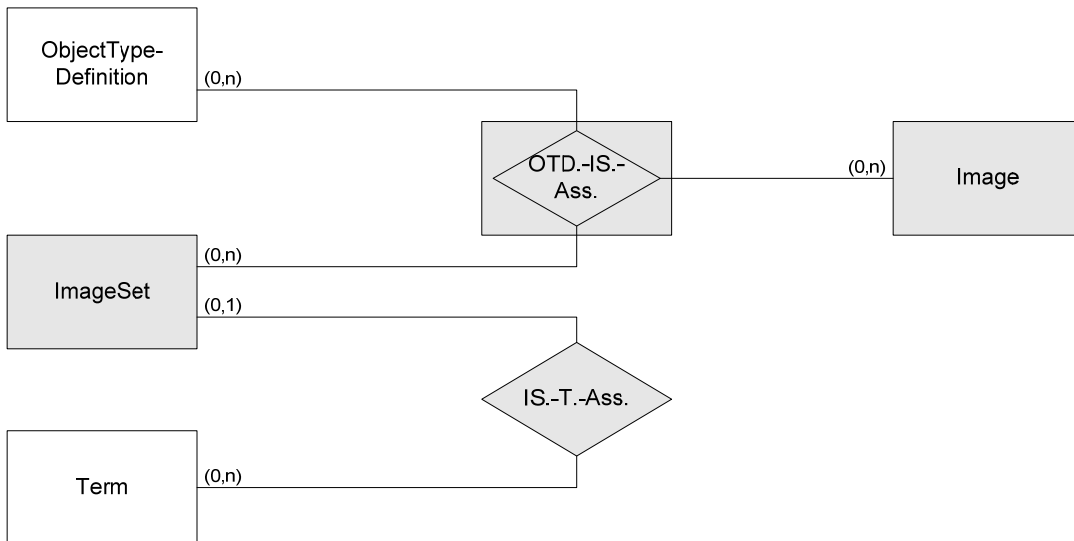 ObjectType-
Definition
(0,n)
OTD.-IS.-
Ass.
(0,n)
Image
ImageSet
(0,n)
(0,1)
IS.-T.-Ass.
Term
(0,n)